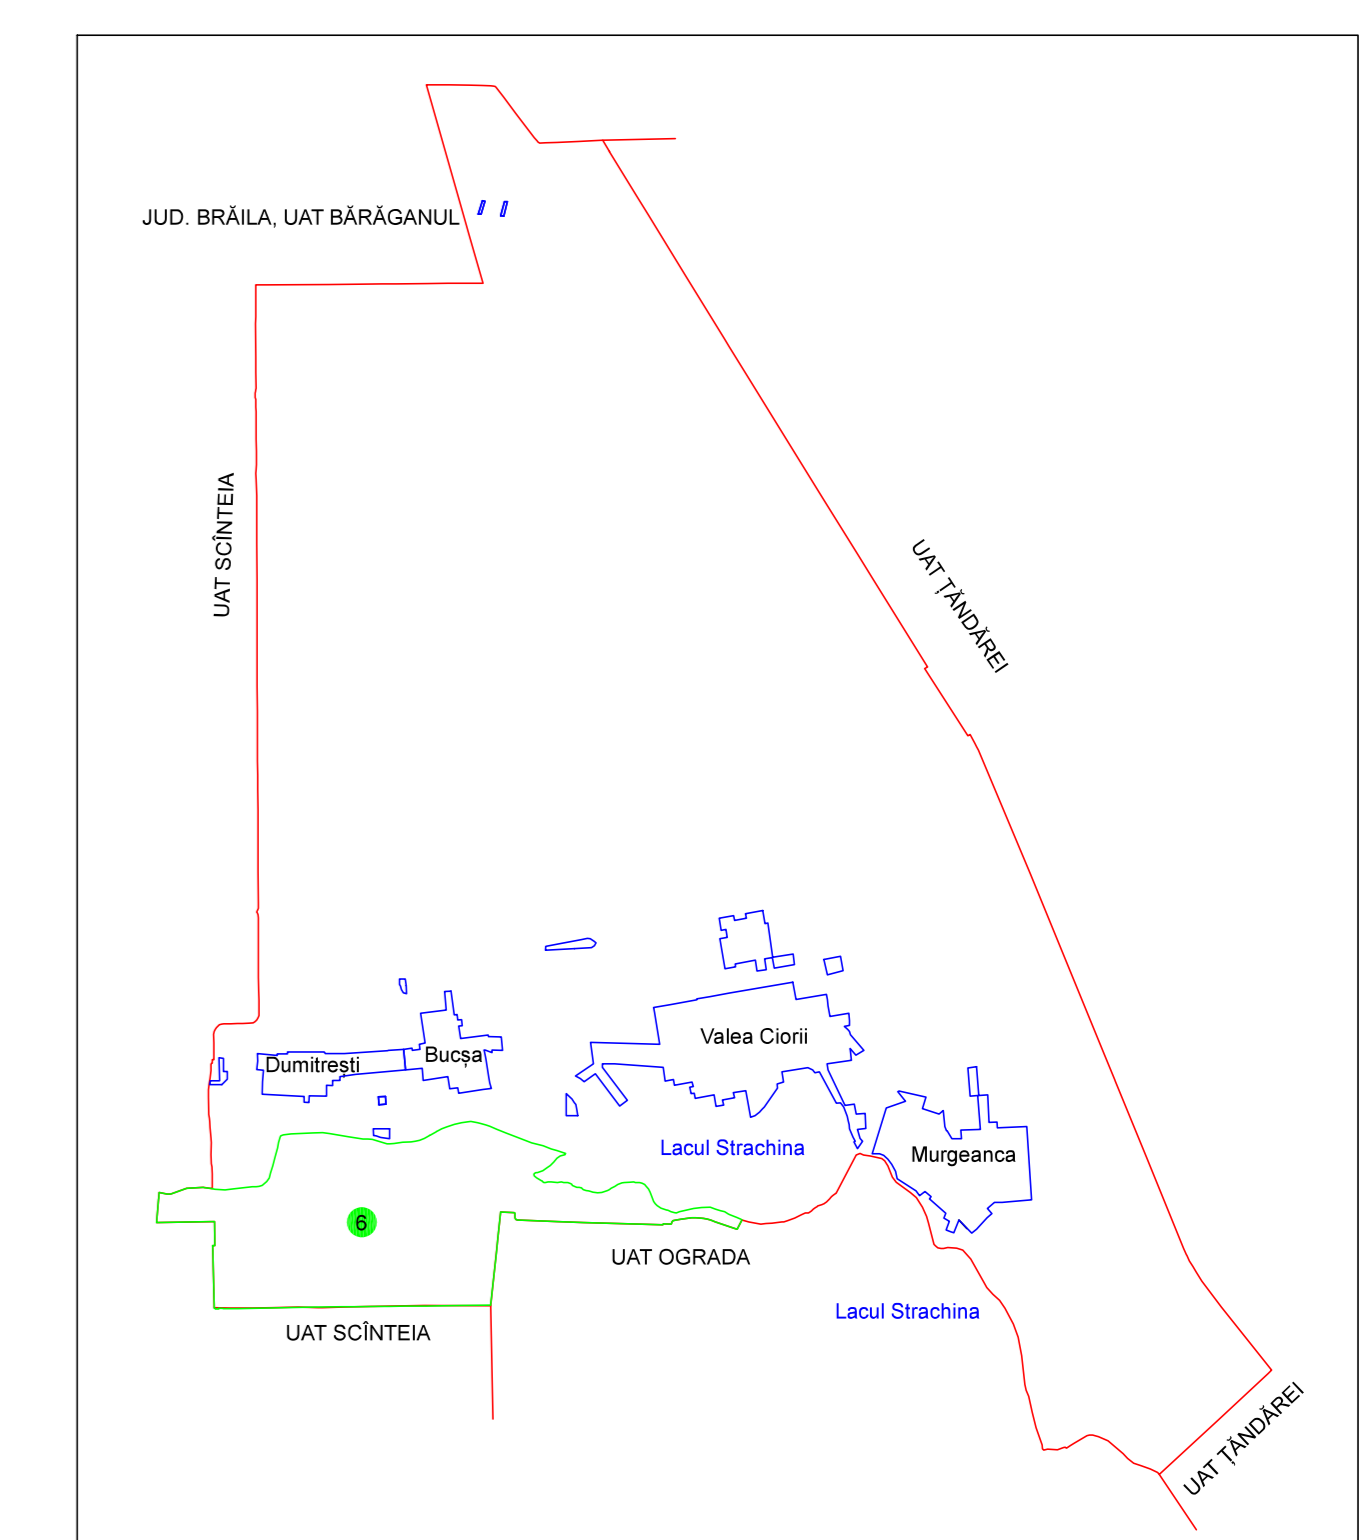 JUD. BRĂILA, UAT BĂRĂGANUL
UAT SCÎNTEIA
UAT ȚĂNDĂREI
Valea Ciorii
Bucșa
Dumitrești
Lacul Strachina
Murgeanca
6
UAT OGRADA
Lacul Strachina
UAT SCÎNTEIA
UAT ȚĂNDĂREI